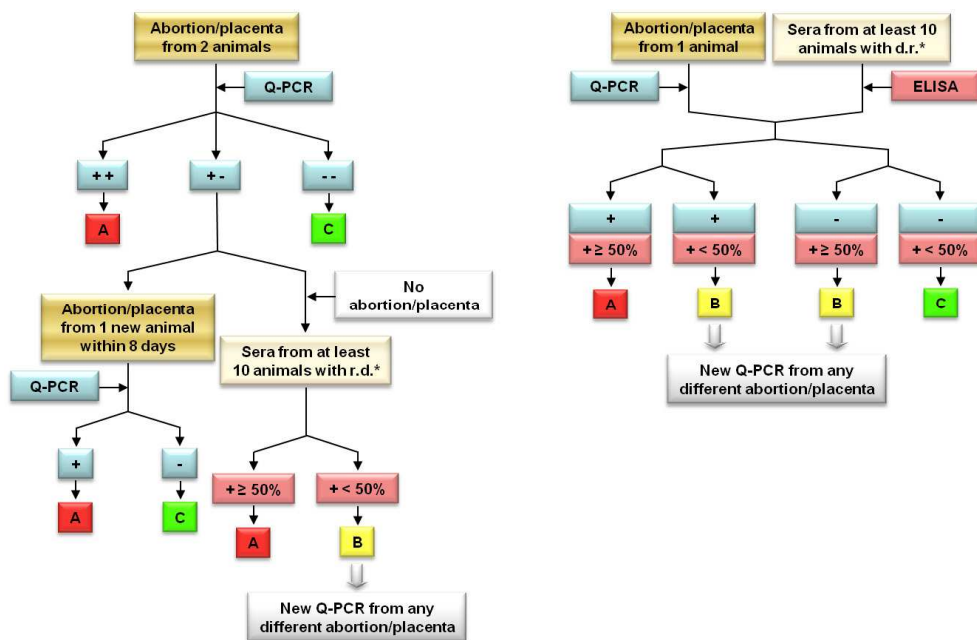 Abortion/placenta
from 2 animals
Q-PCR
+ +
+ -
- -
A
C
No
abortion/placenta
Abortion/placenta
from 1 new animal
within 8 days
Sera from at least
10 animals with r.d.*
Q-PCR
+
-
+ ≥ 50%
+ < 50%
A
C
A
B
New Q-PCR from any
different abortion/placenta
Abortion/placenta
from 1 animal
Sera from at least 10
animals with d.r.*
Q-PCR
ELISA
+
+
-
-
+ ≥ 50%
+ < 50%
+ ≥ 50%
+ < 50%
A
B
B
C
New Q-PCR from any
different abortion/placenta